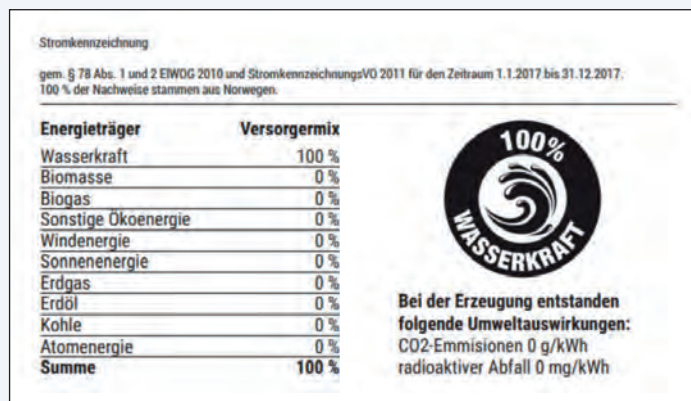 Stromkennzeichnung
gem. § 78 Abs. 1 und 2 ElWOG 2010 und StromkennzeichnungsVO 2011 für den Zeitraum 1.1.2017 bis 31.12.2017.
100 % der Nachweise stammen aus Norwegen.
Energieträger Versorgermix
Wasserkraft 100 %
Biomasse 0 %
Biogas 0 %
Sonstige Ökoenergie 0 %
Windenergie 0 %
Sonnenenergie 0 %
Erdgas 0 %
Erdöl 0 %
Kohle 0 %
Atomenergie 0 %
Summe 100 %
100%
WASSERKRAFT
Bei der Erzeugung entstanden
folgende Umweltauswirkungen:
CO2-Emmisionen 0 g/kWh
radioaktiver Abfall 0 mg/kWh